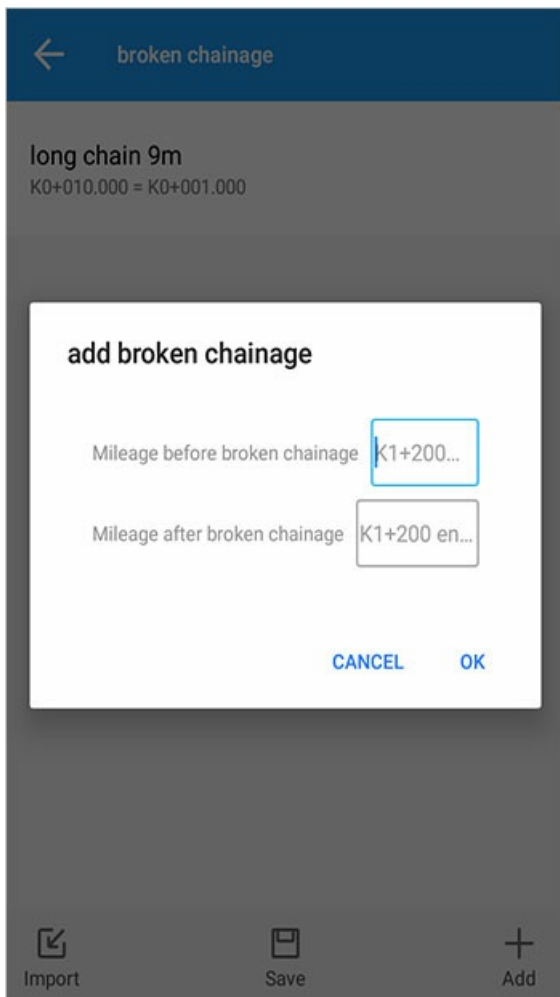 broken chainage
long chain 9m
K0+010.000 = K0+001.000
add broken chainage
Mileage before broken chainage K1+200...
Mileage after broken chainage K1+200 en...
CANCEL OK
Import Save Add